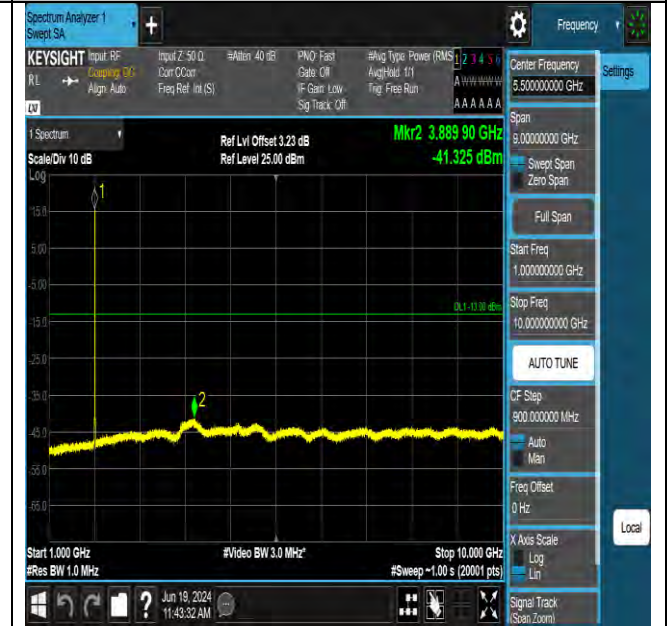 Spectrum Analyzer 1
Swept SA
+
Frequency
KEYSIGHT
RL
LXI
Input: RF
Coupling: DC
Align: Auto
Input Z: 50 Ω
Corr CCorr
Freq Ref: Int (S)
#Atten: 40 dB
PNO: Fast
Gate: Off
IF Gain: Low
Sig Track: Off
#Avg Type: Power (RMS
Avg|Hold: 1/1
Trig: Free Run
1 2 3 4 5 6
A W W W W W
A A A A A A
1 Spectrum
Scale/Div 10 dB
Log
Ref Lvl Offset 3.23 dB
Ref Level 25.00 dBm
Mkr2 3.889 90 GHz
-41.325 dBm
1
15.0
5.00
-5.00
DL1 -13.00 dBm
-15.0
-25.0
-35.0
2
-45.0
-55.0
-65.0
Start 1.000 GHz
#Res BW 1.0 MHz
#Video BW 3.0 MHz*
Stop 10.000 GHz
#Sweep ~1.00 s (20001 pts)
Jun 19, 2024
11:43:32 AM
Center Frequency
5.500000000 GHz
Settings
Span
9.00000000 GHz
Swept Span
Zero Span
Full Span
Start Freq
1.000000000 GHz
Stop Freq
10.000000000 GHz
AUTO TUNE
CF Step
900.000000 MHz
Auto
Man
Freq Offset
0 Hz
X Axis Scale
Log
Lin
Local
Signal Track
(Span Zoom)